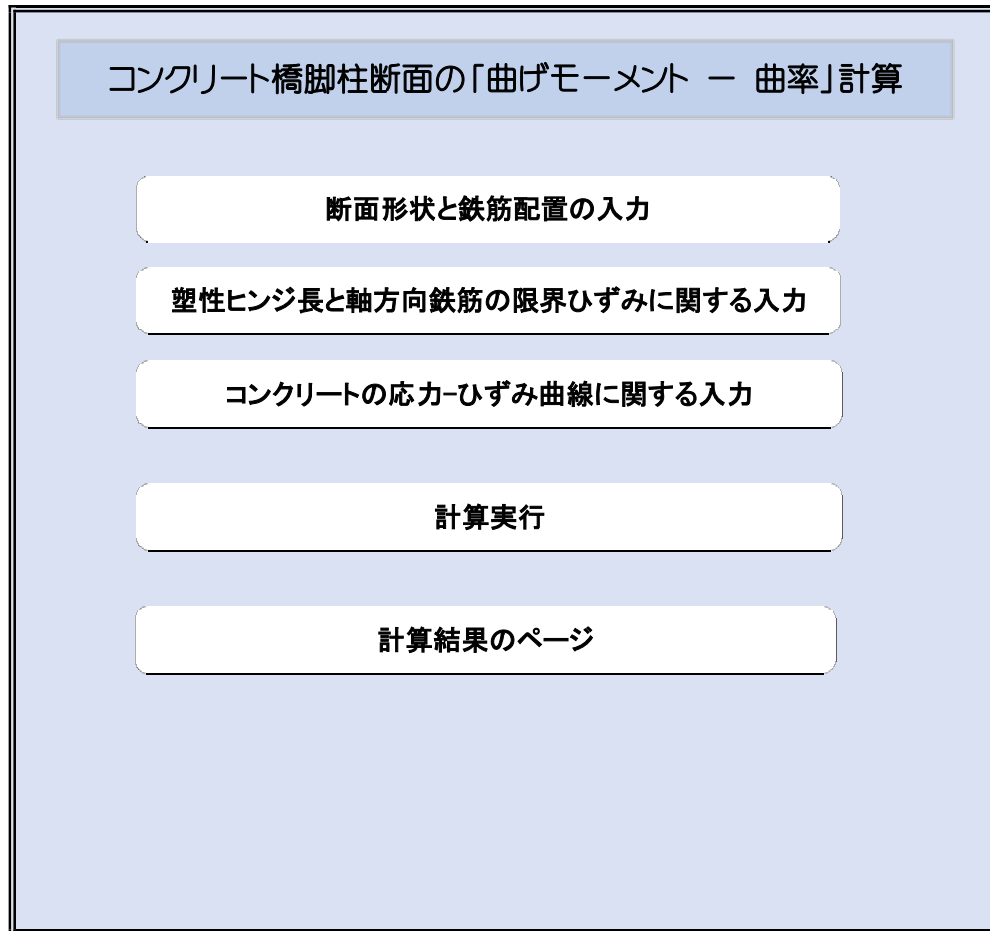 コンクリート橋脚柱断面の「曲げモーメント － 曲率」計算
断面形状と鉄筋配置の入力
塑性ヒンジ長と軸方向鉄筋の限界ひずみに関する入力
コンクリートの応力-ひずみ曲線に関する入力
計算実行
計算結果のページ